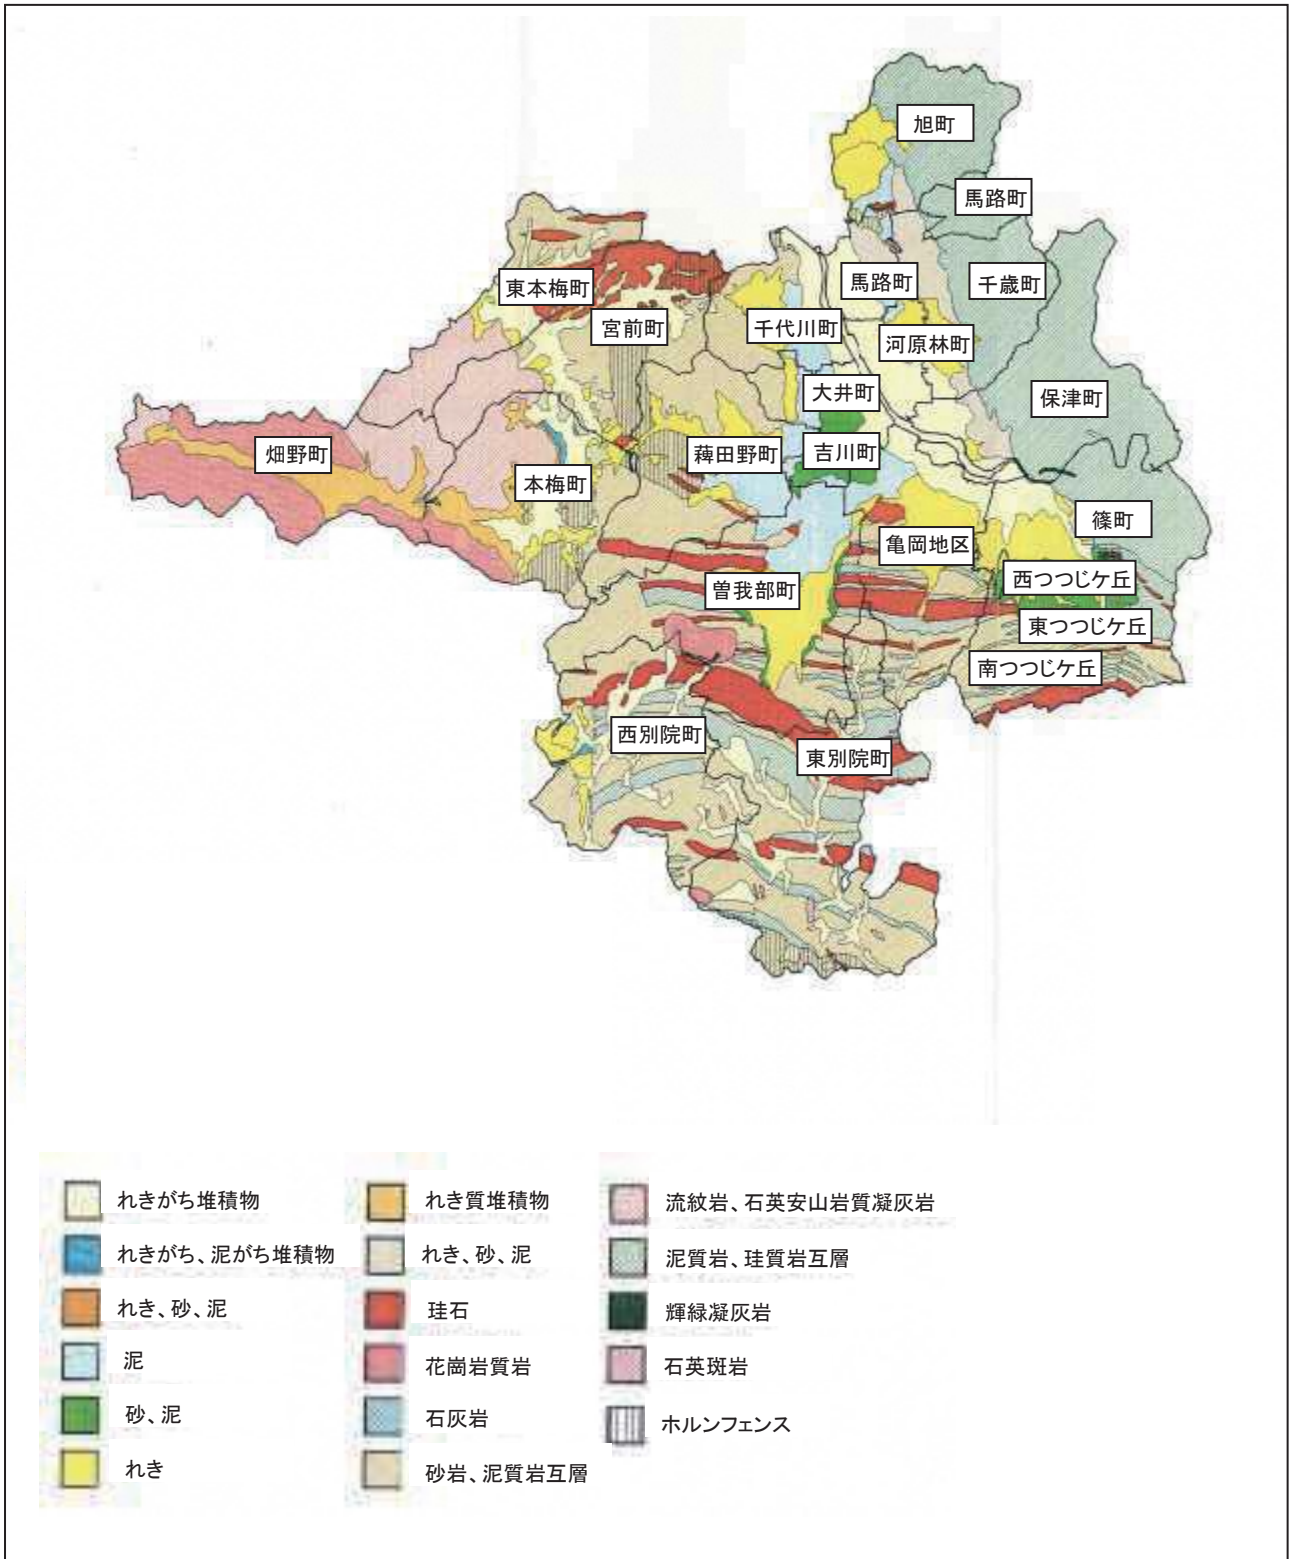 旭町
馬路町
東本梅町
馬路町
千歳町
宮前町
千代川町
河原林町
大井町
保津町
畑野町
薭田野町
吉川町
本梅町
篠町
亀岡地区
西つつじケ丘
曽我部町
東つつじケ丘
南つつじケ丘
西別院町
東別院町
れきがち堆積物
れきがち、泥がち堆積物
れき、砂、泥
泥
砂、泥
れき
れき質堆積物
れき、砂、泥
珪石
花崗岩質岩
石灰岩
砂岩、泥質岩互層
流紋岩、石英安山岩質凝灰岩
泥質岩、珪質岩互層
輝緑凝灰岩
石英斑岩
ホルンフェンス